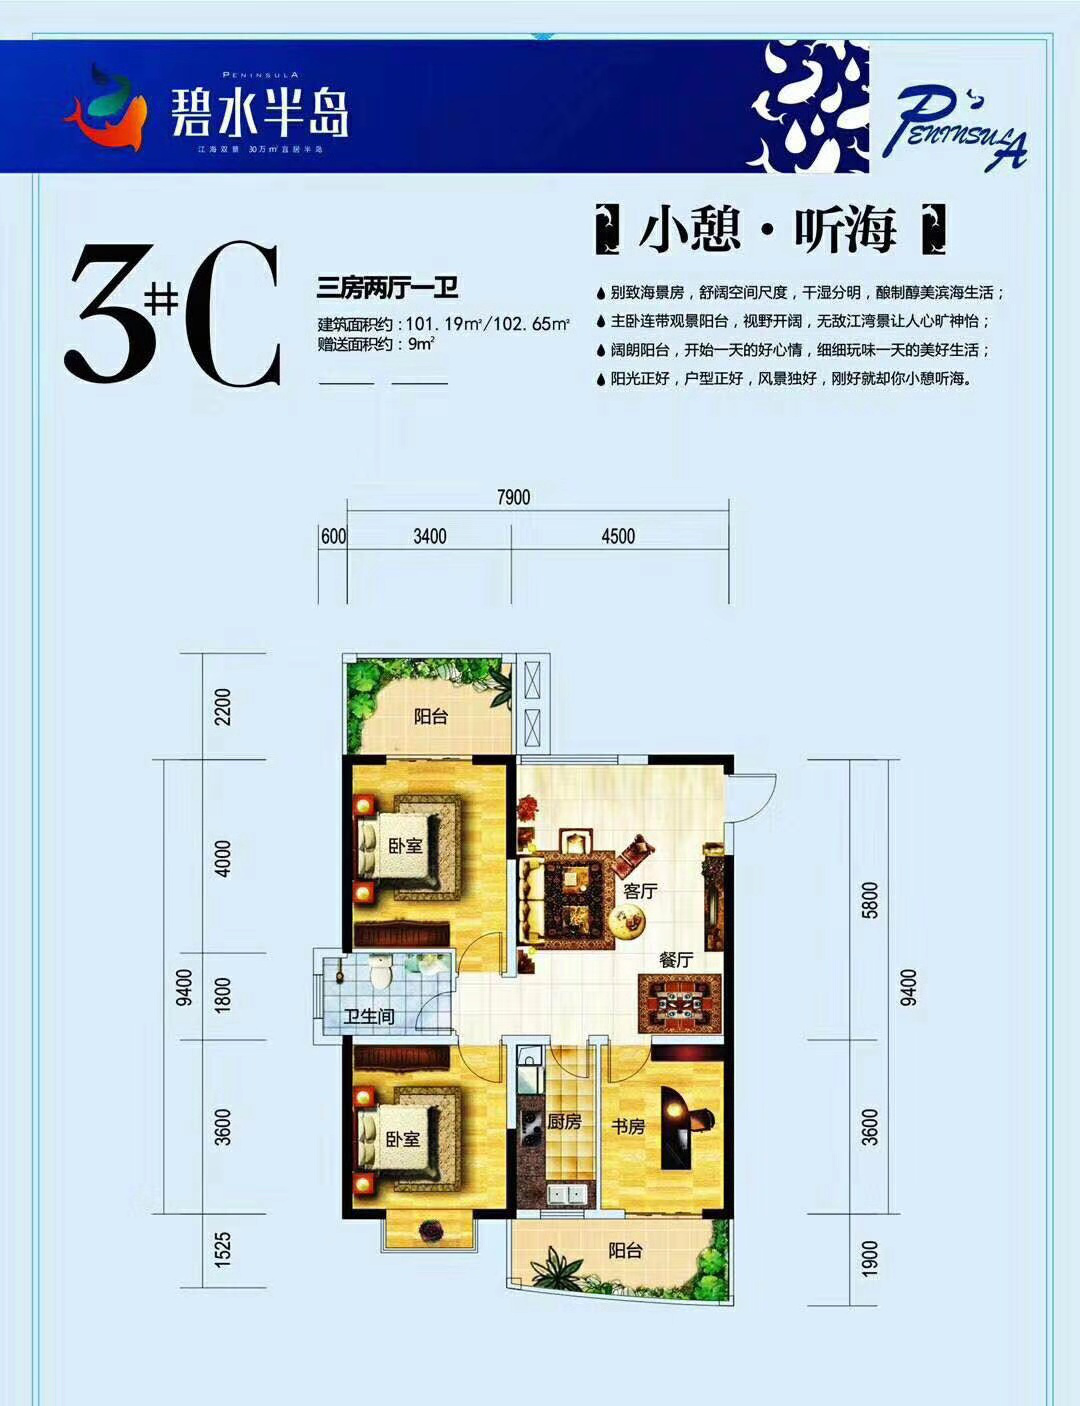 PENINSULA
碧水半岛
江海双景 30万㎡宜居半岛
PENINSULA
3#C
三房两厅一卫
建筑面积约：101.19㎡/102.65㎡
赠送面积约：9㎡
【小憩·听海】
别致海景房，舒阔空间尺度，干湿分明，酿制醇美滨海生活；
主卧连带观景阳台，视野开阔，无敌江湾景让人心旷神怡；
阔朗阳台，开始一天的好心情，细细玩味一天的美好生活；
阳光正好，户型正好，风景独好，刚好就却你小憩听海。
7900
600 3400 4500
2200
阳台
4000
卧室
客厅
5800
餐厅
9400
1800
9400
卫生间
3600
卧室
厨房
书房
3600
1525
阳台
1900